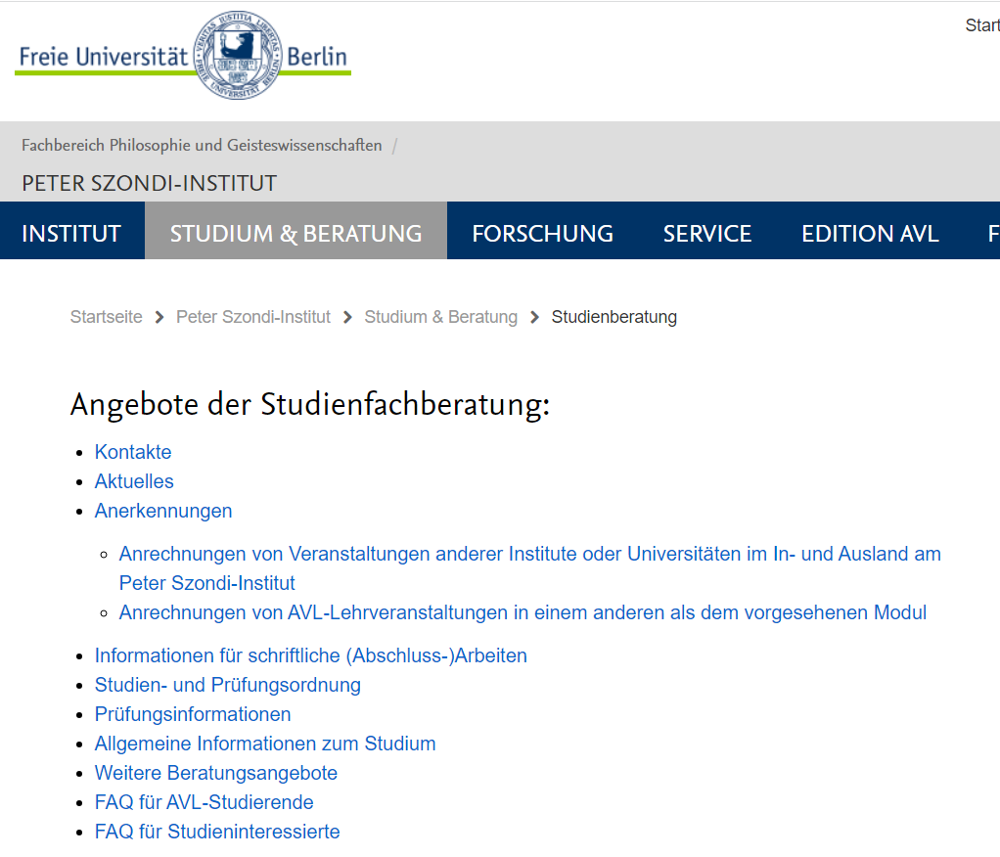 Start
Freie Universität Berlin
VERITAS IUSTITIA LIBERTAS
FREIE UNIVERSITÄT BERLIN
Fachbereich Philosophie und Geisteswissenschaften /
PETER SZONDI-INSTITUT
INSTITUT STUDIUM & BERATUNG FORSCHUNG SERVICE EDITION AVL F
Startseite Peter Szondi-Institut Studium & Beratung Studienberatung
Angebote der Studienfachberatung:
Kontakte
Aktuelles
Anerkennungen
Anrechnungen von Veranstaltungen anderer Institute oder Universitäten im In- und Ausland am
Peter Szondi-Institut
Anrechnungen von AVL-Lehrveranstaltungen in einem anderen als dem vorgesehenen Modul
Informationen für schriftliche (Abschluss-)Arbeiten
Studien- und Prüfungsordnung
Prüfungsinformationen
Allgemeine Informationen zum Studium
Weitere Beratungsangebote
FAQ für AVL-Studierende
FAQ für Studieninteressierte